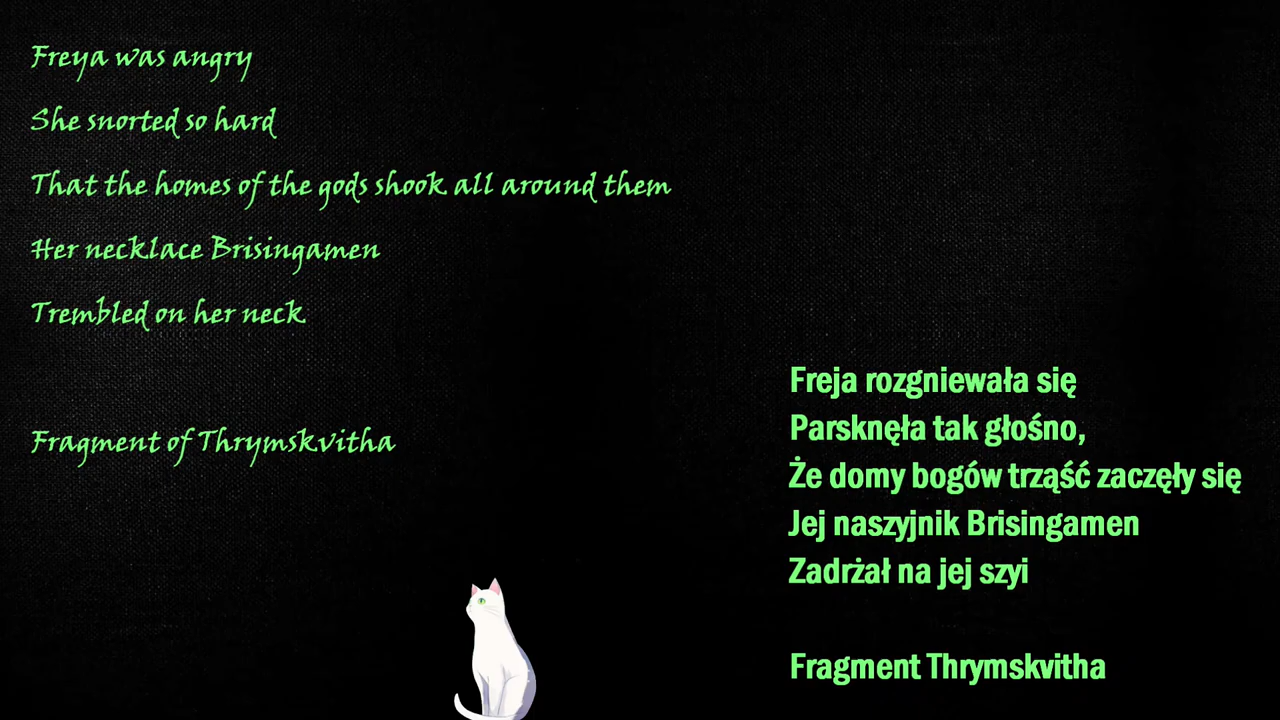 Freya was angry
She snorted so hard
That the homes of the gods shook all around them
Her necklace Brisingamen
Trembled on her neck
Fragment of Thrymskvitha
Freja rozgniewała się
Parsknęła tak głośno,
Że domy bogów trząść zaczęły się
Jej naszyjnik Brisingamen
Zadrżał na jej szyi
Fragment Thrymskvitha